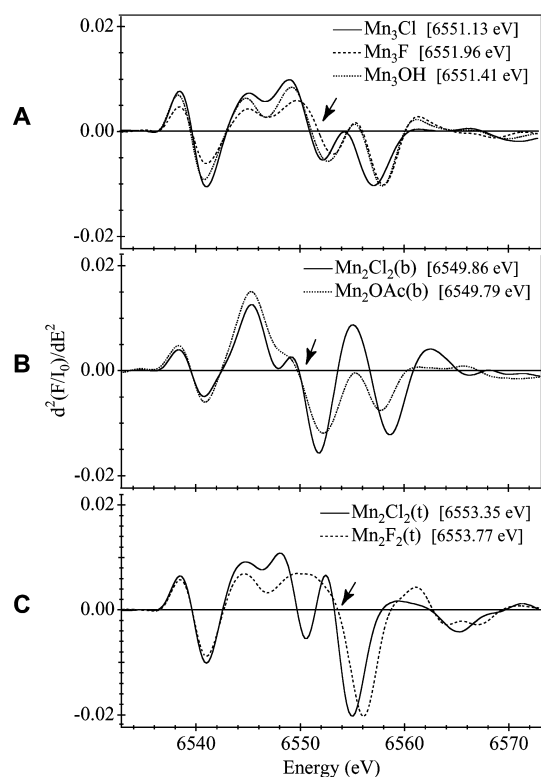 0.02
Mn3Cl [6551.13 eV]
Mn3F [6551.96 eV]
Mn3OH [6551.41 eV]
A
0.00
-0.02
0.02
Mn2Cl2(b) [6549.86 eV]
Mn2OAc(b) [6549.79 eV]
B
d²(F/I₀)/dE²
0.00
-0.02
0.02
Mn2Cl2(t) [6553.35 eV]
Mn2F2(t) [6553.77 eV]
C
0.00
-0.02
6540 6550 6560 6570
Energy (eV)